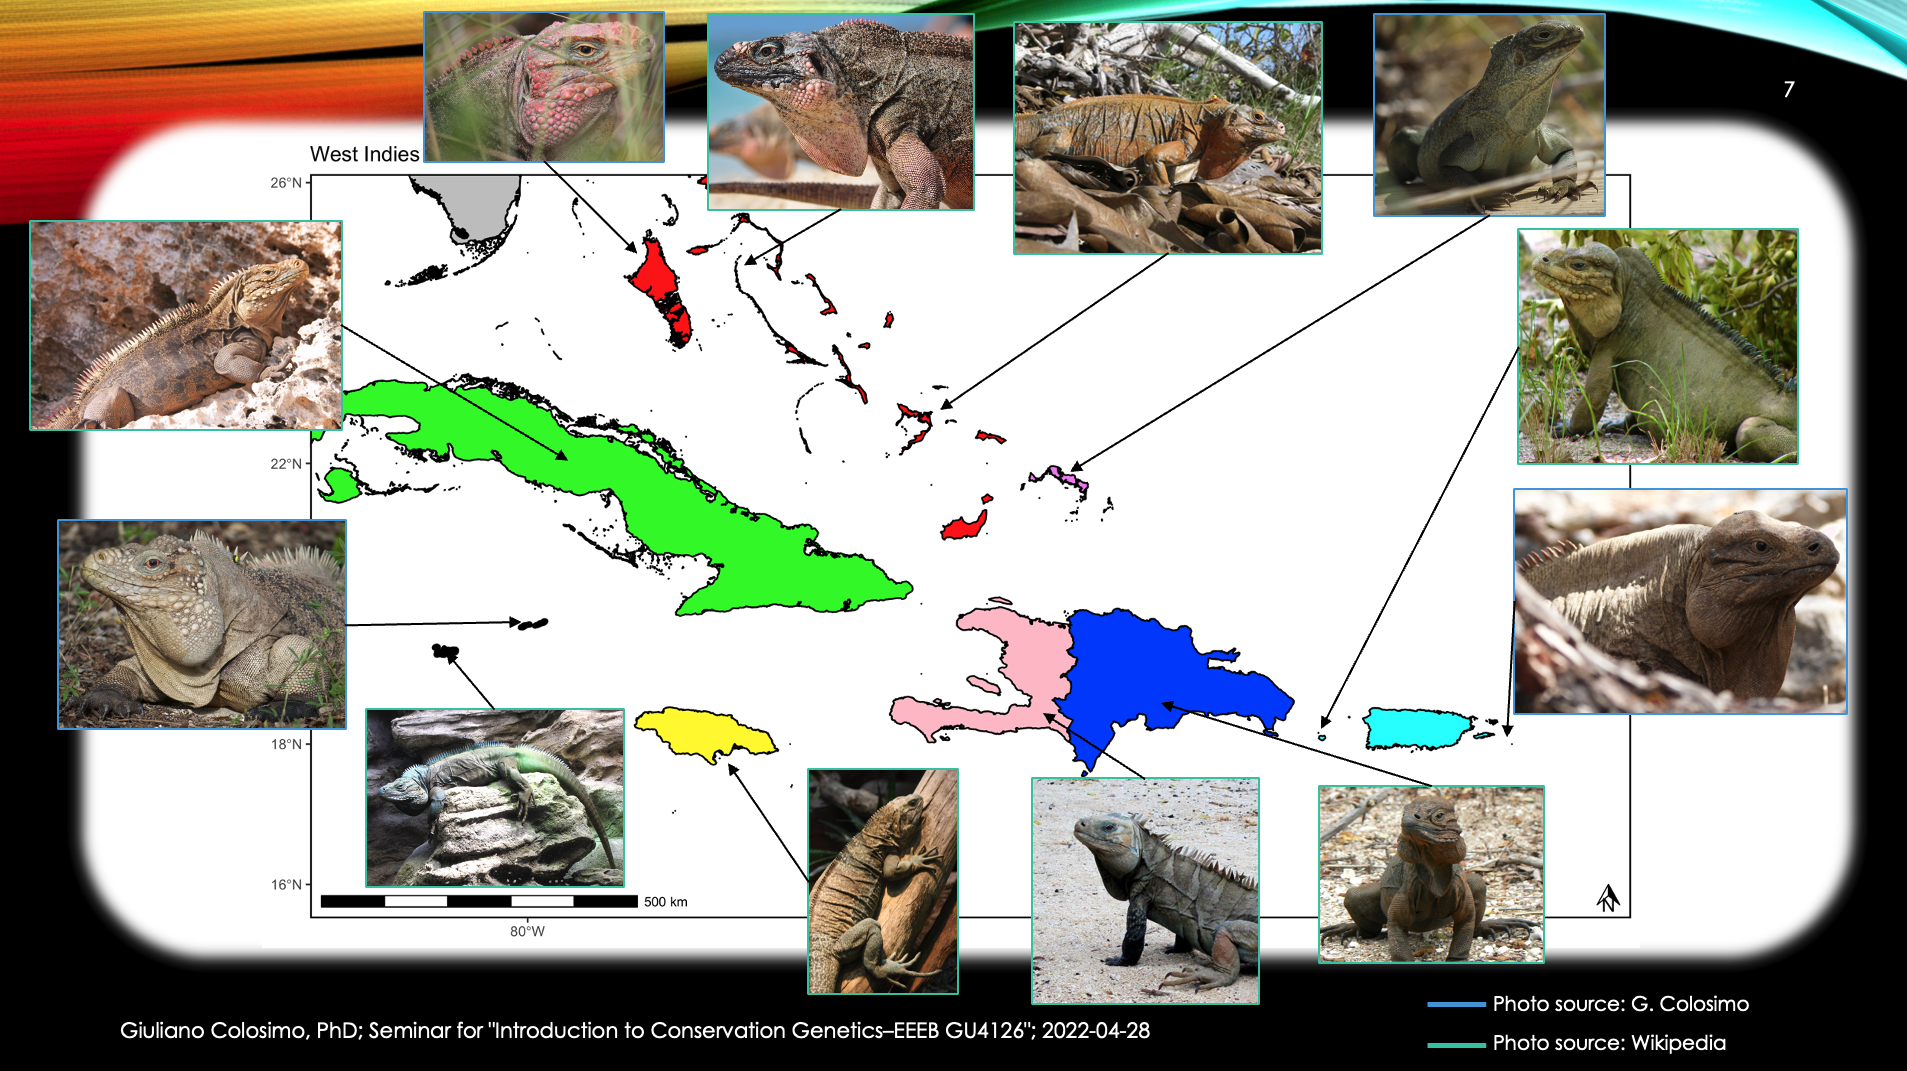 7
West Indies
26°N
22°N
18°N
16°N
500 km
80°W
Giuliano Colosimo, PhD; Seminar for "Introduction to Conservation Genetics–EEEB GU4126"; 2022-04-28
Photo source: G. Colosimo
Photo source: Wikipedia